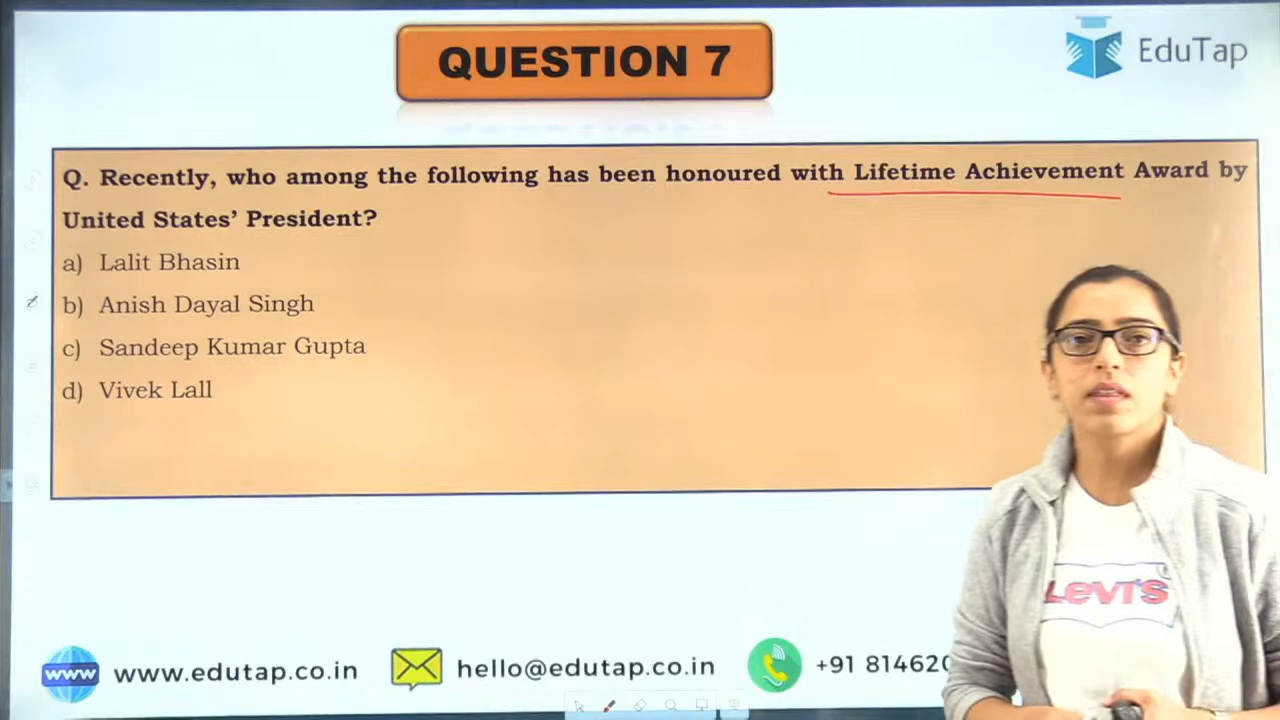 QUESTION 7
EduTap
Q. Recently, who among the following has been honoured with Lifetime Achievement Award by
United States’ President?
a) Lalit Bhasin
b) Anish Dayal Singh
c) Sandeep Kumar Gupta
d) Vivek Lall
Levi's
www www.edutap.co.in
hello@edutap.co.in
+91 81462